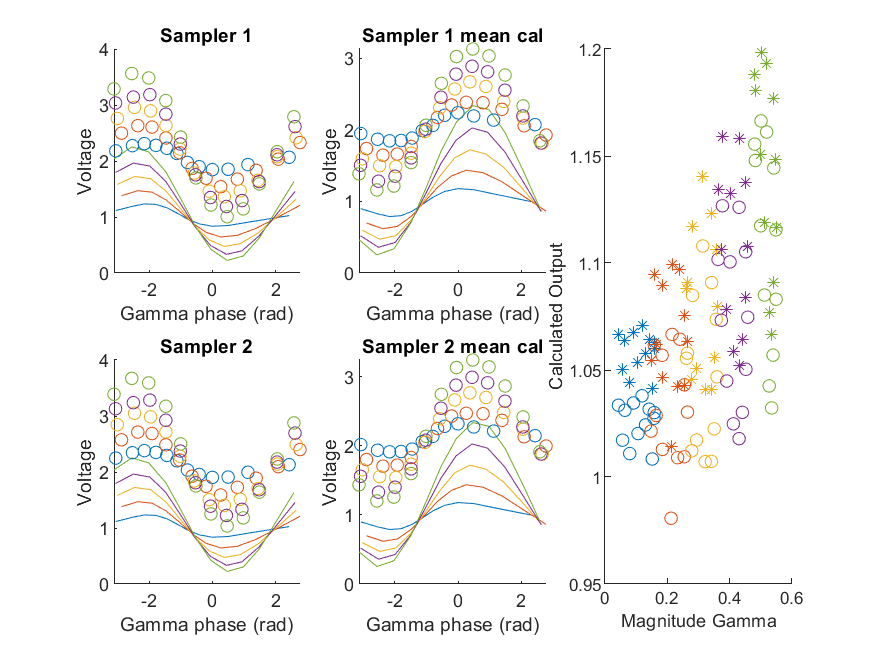 Sampler 1
4
3
2
1
0
-2
0
2
Voltage
Gamma phase (rad)
Sampler 1 mean cal
3
2
1
0
-2
0
2
Voltage
Gamma phase (rad)
Sampler 2
4
3
2
1
0
-2
0
2
Voltage
Gamma phase (rad)
Sampler 2 mean cal
3
2
1
0
-2
0
2
Voltage
Gamma phase (rad)
1.2
1.15
1.1
1.05
1
0.95
0
0.2
0.4
0.6
Calculated Output
Magnitude Gamma